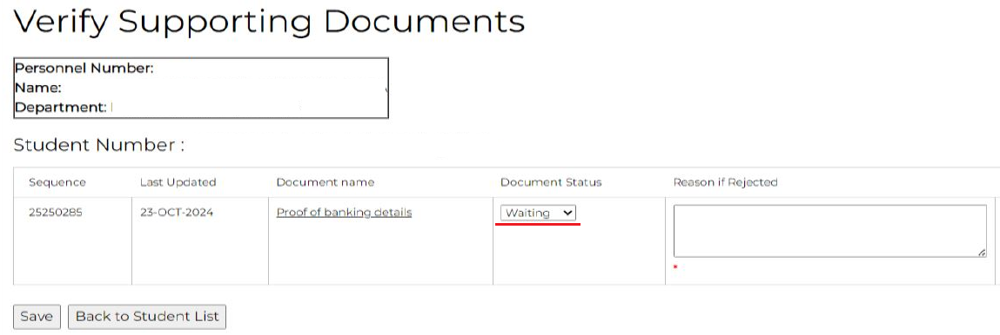 Verify Supporting Documents
Personnel Number:
Name:
Department:
Student Number :
Sequence Last Updated Document name Document Status Reason if Rejected
25250285 23-OCT-2024 Proof of banking details Waiting
*
Save Back to Student List